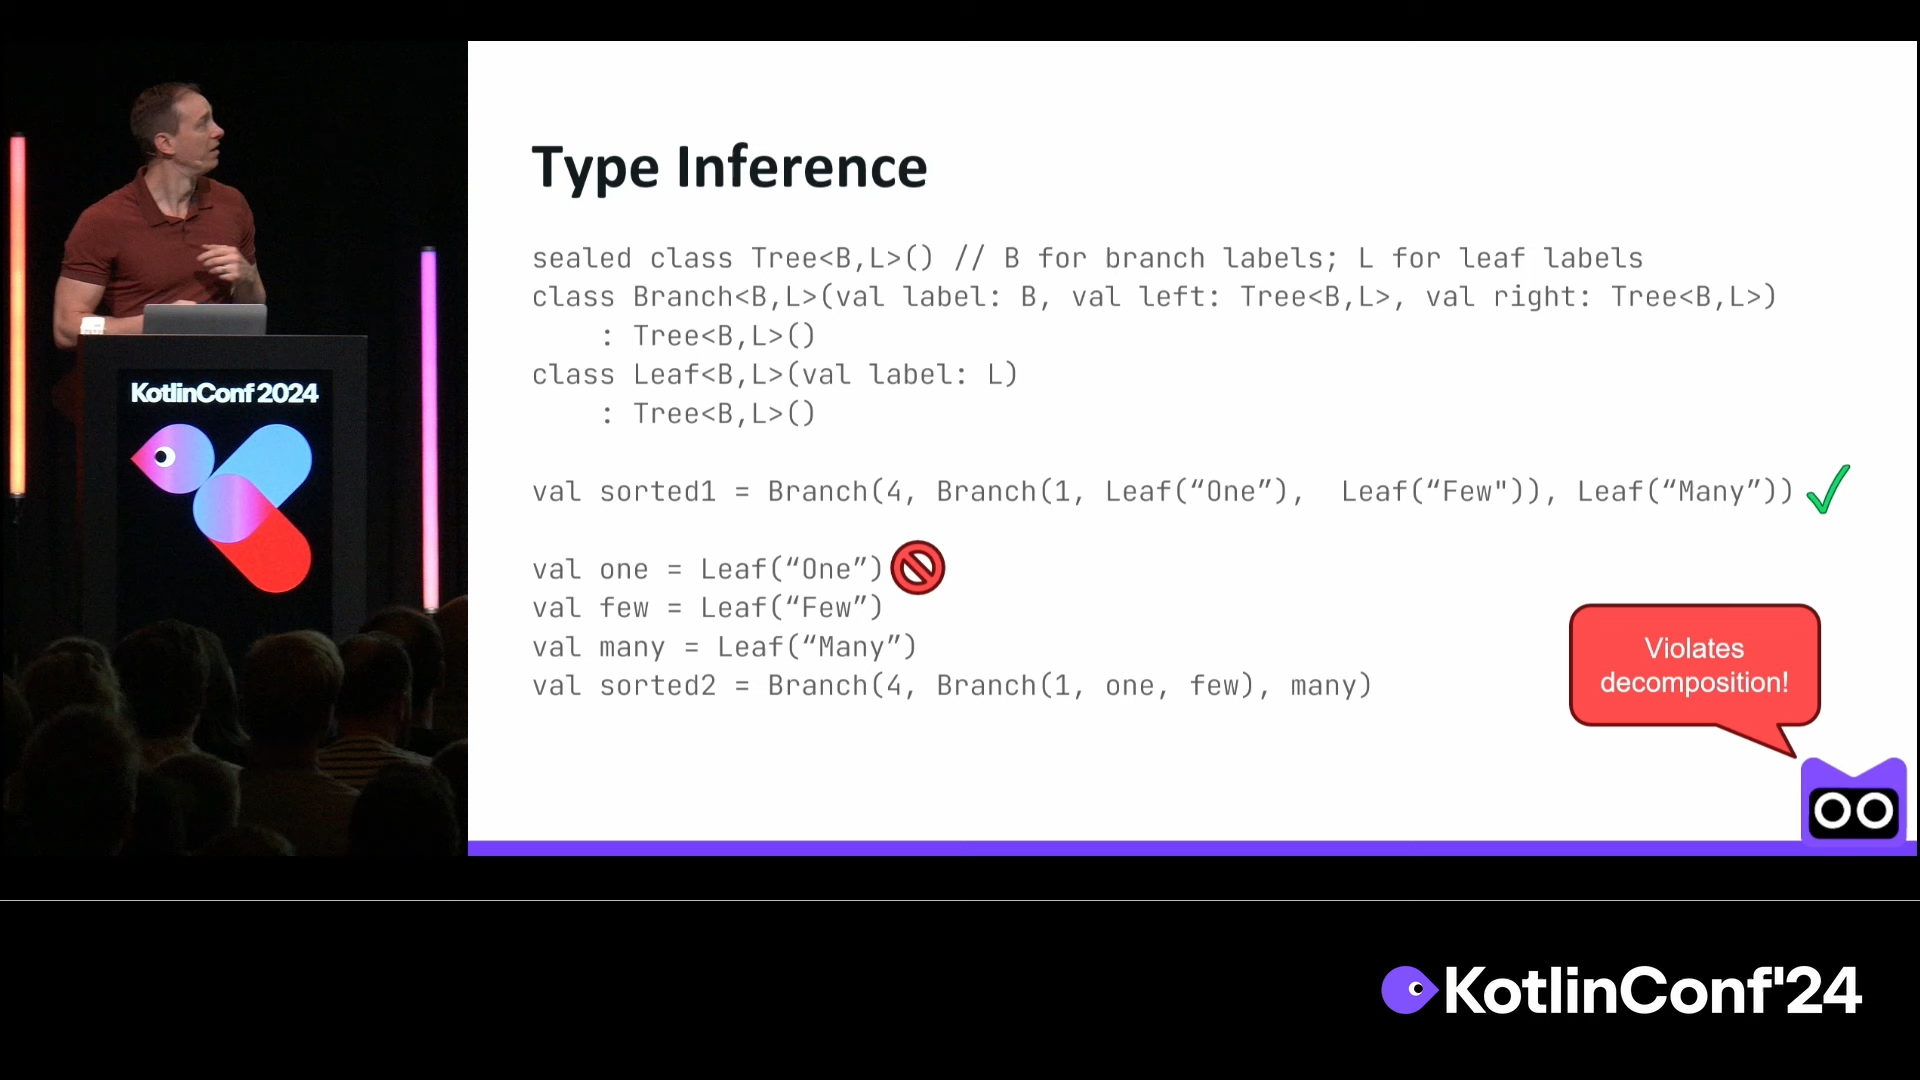 Type Inference
sealed class Tree<B,L>() // B for branch labels; L for leaf labels
class Branch<B,L>(val label: B, val left: Tree<B,L>, val right: Tree<B,L>)
    : Tree<B,L>()
class Leaf<B,L>(val label: L)
    : Tree<B,L>()
val sorted1 = Branch(4, Branch(1, Leaf(“One”),  Leaf(“Few")), Leaf(“Many”))
val one = Leaf(“One”)
val few = Leaf(“Few”)
val many = Leaf(“Many”)
val sorted2 = Branch(4, Branch(1, one, few), many)
Violates
decomposition!
KotlinConf 2024
KotlinConf'24